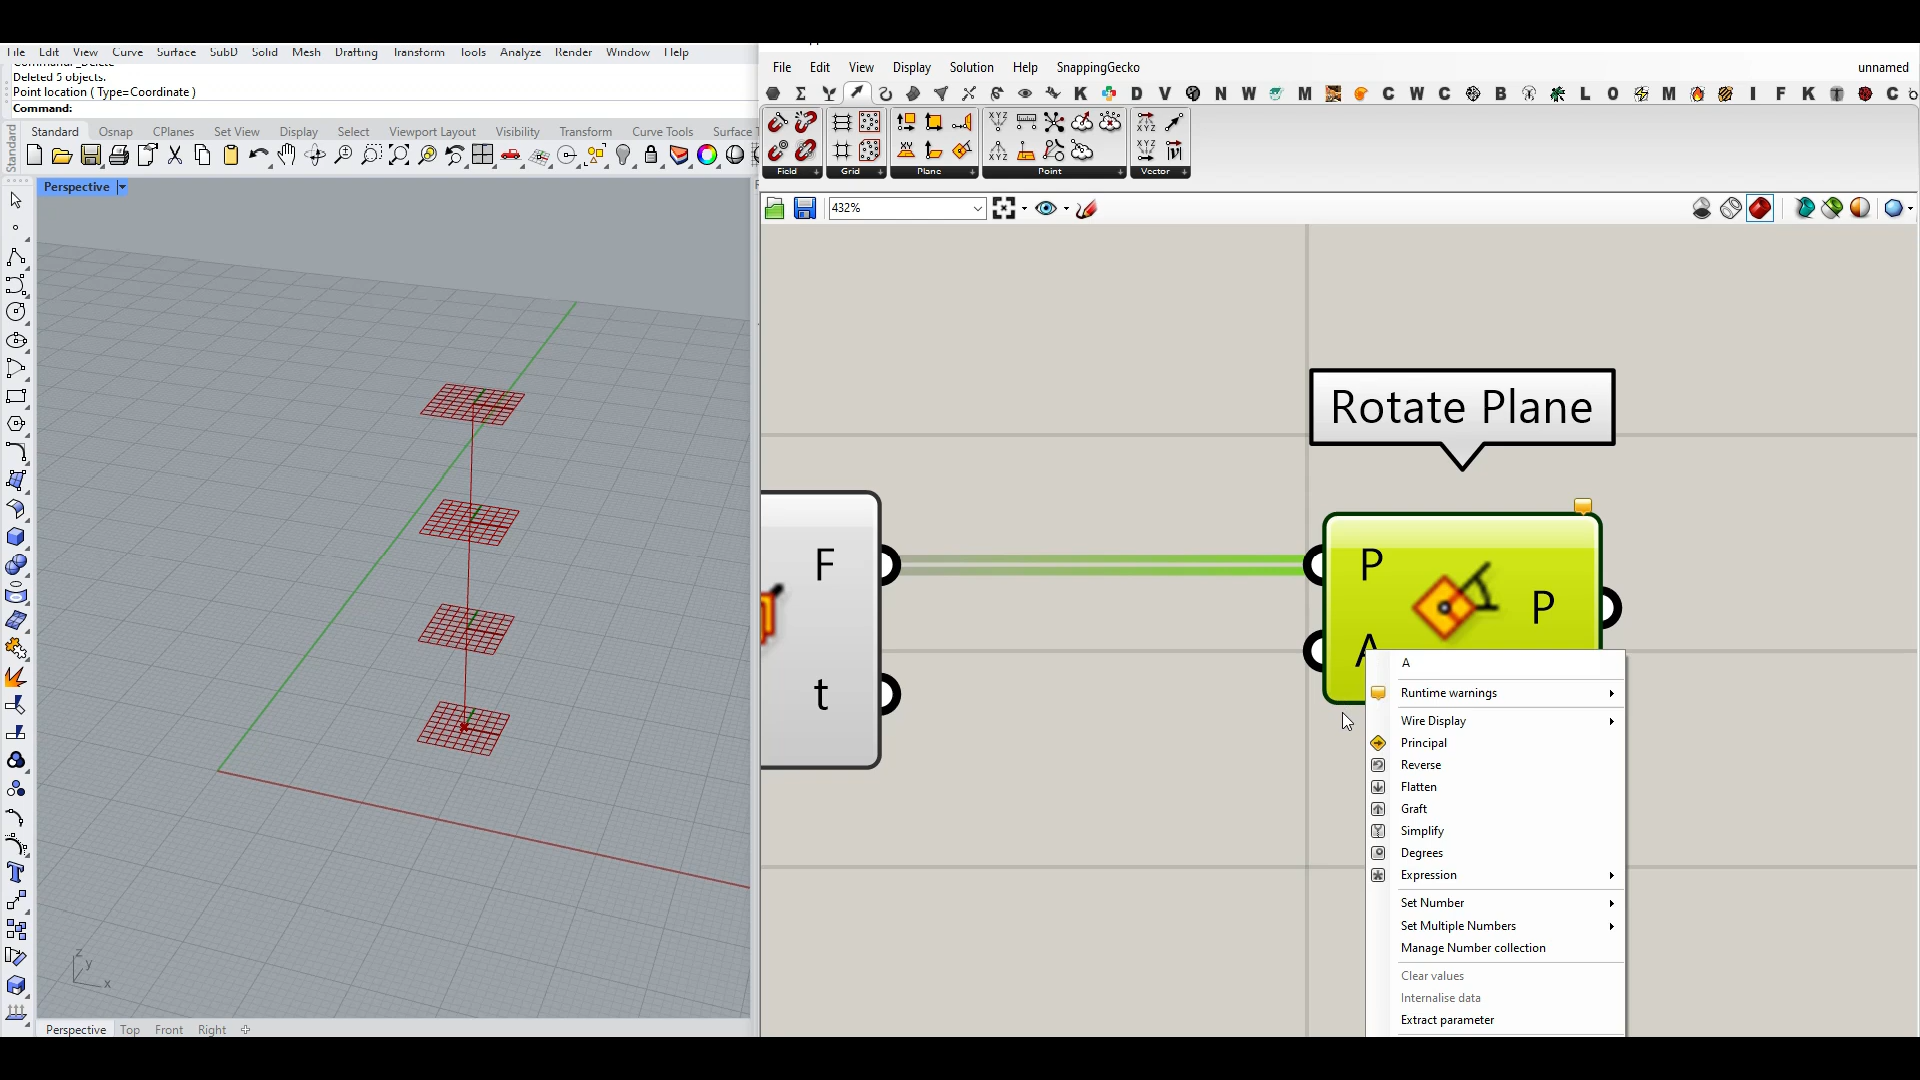 File Edit View Curve Surface SubD Solid Mesh Drafting Transform Tools Analyze Render Window Help
Command: _Delete
Deleted 5 objects.
Point location ( Type=Coordinate )
Command:
Standard Osnap CPlanes Set View Display Select Viewport Layout Visibility Transform Curve Tools Surface T
Standard
Perspective
z
y
x
Perspective Top Front Right
File Edit View Display Solution Help SnappingGecko unnamed
K D V N W M C W C B L O M I F K C
Field Grid Plane Point Vector
432%
Rotate Plane
F
t
P
A
P
A
Runtime warnings
Wire Display
Principal
Reverse
Flatten
Graft
Simplify
Degrees
Expression
Set Number
Set Multiple Numbers
Manage Number collection
Clear values
Internalise data
Extract parameter